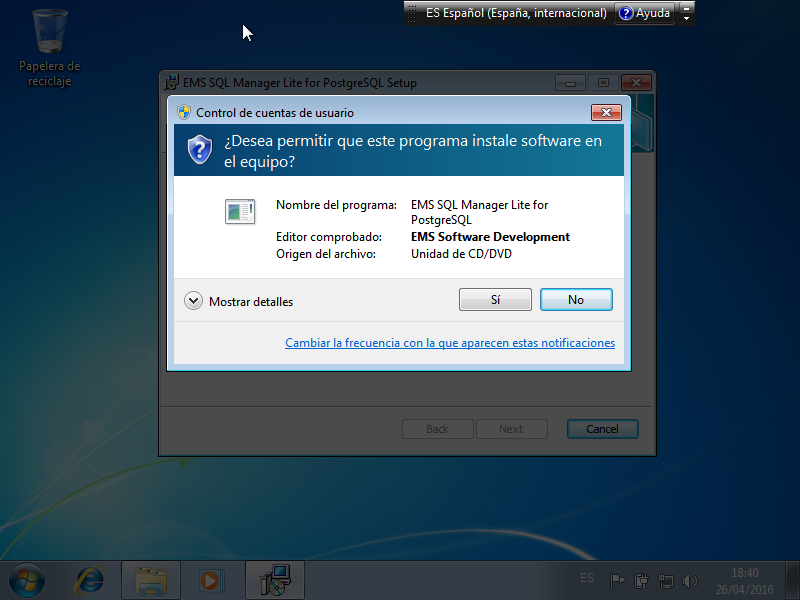 ES Español (España, internacional)
Ayuda
Papelera de
reciclaje
EMS SQL Manager Lite for PostgreSQL Setup
Control de cuentas de usuario
¿Desea permitir que este programa instale software en
el equipo?
Nombre del programa: EMS SQL Manager Lite for
PostgreSQL
Editor comprobado: EMS Software Development
Origen del archivo: Unidad de CD/DVD
Mostrar detalles
Sí
No
Cambiar la frecuencia con la que aparecen estas notificaciones
Back
Next
Cancel
ES
18:40
26/04/2016